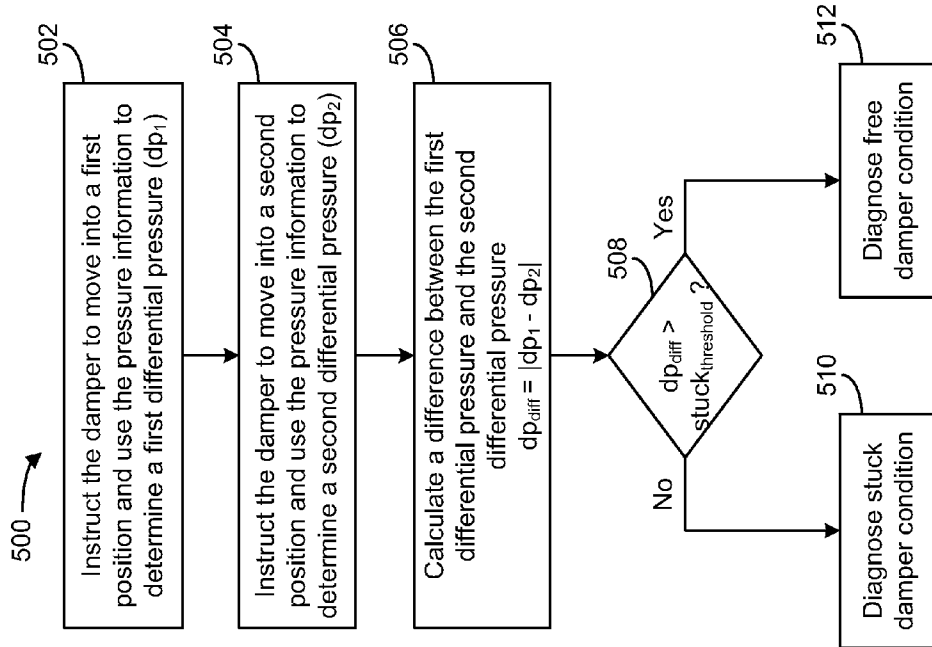 500
502
Instruct the damper to move into a first
position and use the pressure information to
determine a first differential pressure (dp₁)
504
Instruct the damper to move into a second
position and use the pressure information to
determine a second differential pressure (dp₂)
506
Calculate a difference between the first
differential pressure and the second
differential pressure
dp_diff = |dp₁ - dp₂|
508
dp_diff >
stuck_threshold ?
No
Yes
510
Diagnose stuck
damper condition
512
Diagnose free
damper condition